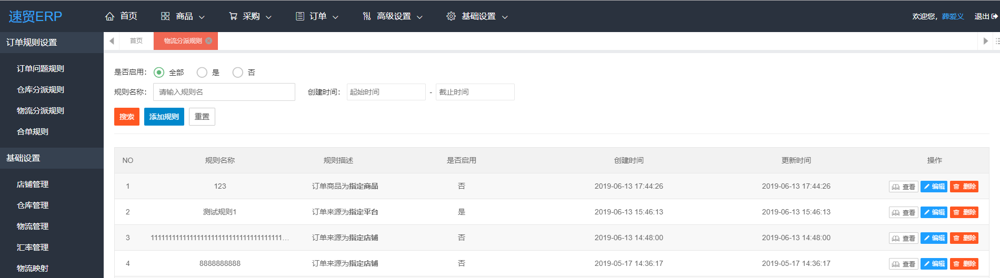 速贸ERP 首页 商品 采购 订单 高级设置 基础设置 欢迎您，葬爱义 退出
订单规则设置
订单问题规则
仓库分派规则
物流分派规则
合单规则
基础设置
店铺管理
仓库管理
物流管理
汇率管理
物流映射
首页 物流分派规则
是否启用： 全部 是 否
规则名称： 请输入规则名 创建时间： 起始时间 - 截止时间
搜索 添加规则 重置
NO 规则名称 规则描述 是否启用 创建时间 更新时间 操作
1 123 订单商品为指定商品 否 2019-06-13 17:44:26 2019-06-13 17:44:26 查看 编辑 删除
2 测试规则1 订单来源为指定平台 是 2019-06-13 15:46:13 2019-06-13 15:46:13 查看 编辑 删除
3 1111111111111111111111111111111111111... 订单来源为指定店铺 否 2019-06-13 14:48:00 2019-06-13 14:48:00 查看 编辑 删除
4 8888888888 订单来源为指定店铺 否 2019-05-17 14:36:17 2019-05-17 14:36:17 查看 编辑 删除